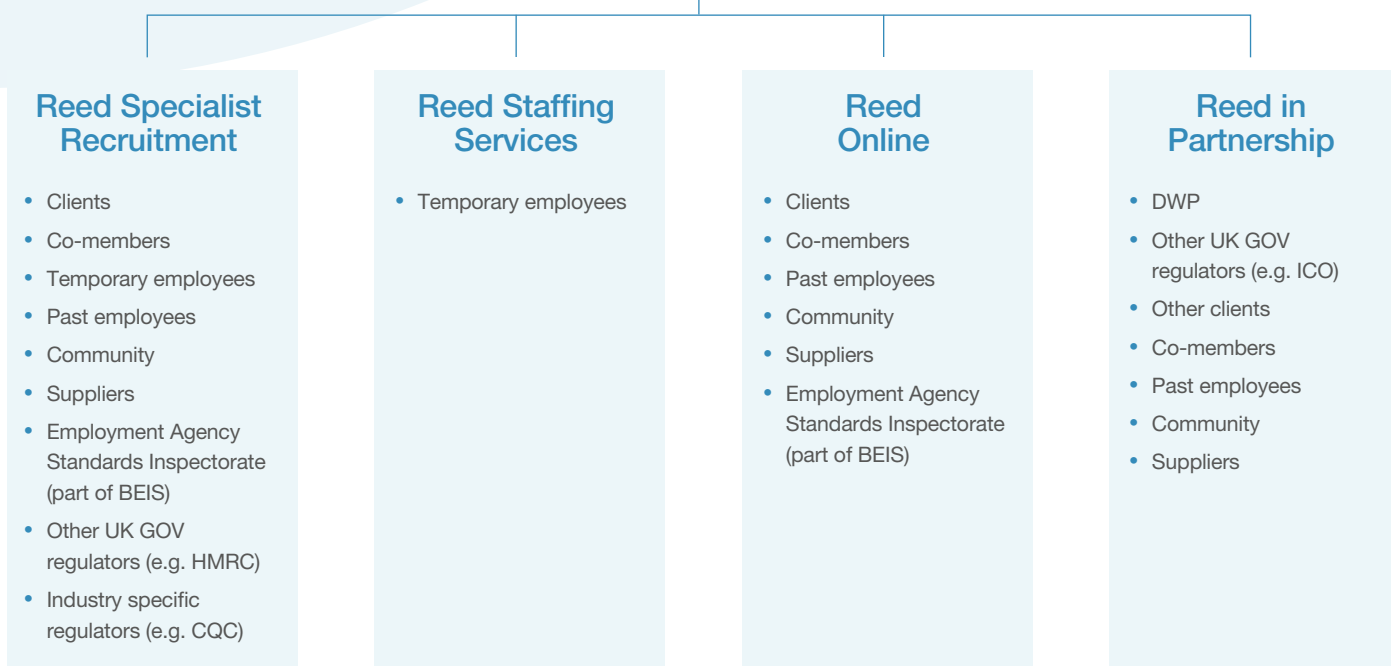 Reed Specialist
Recruitment
• Clients
• Co-members
• Temporary employees
• Past employees
• Community
• Suppliers
• Employment Agency
Standards Inspectorate
(part of BEIS)
• Other UK GOV
regulators (e.g. HMRC)
• Industry specific
regulators (e.g. CQC)
Reed Staffing
Services
• Temporary employees
Reed
Online
• Clients
• Co-members
• Past employees
• Community
• Suppliers
• Employment Agency
Standards Inspectorate
(part of BEIS)
Reed in
Partnership
• DWP
• Other UK GOV
regulators (e.g. ICO)
• Other clients
• Co-members
• Past employees
• Community
• Suppliers